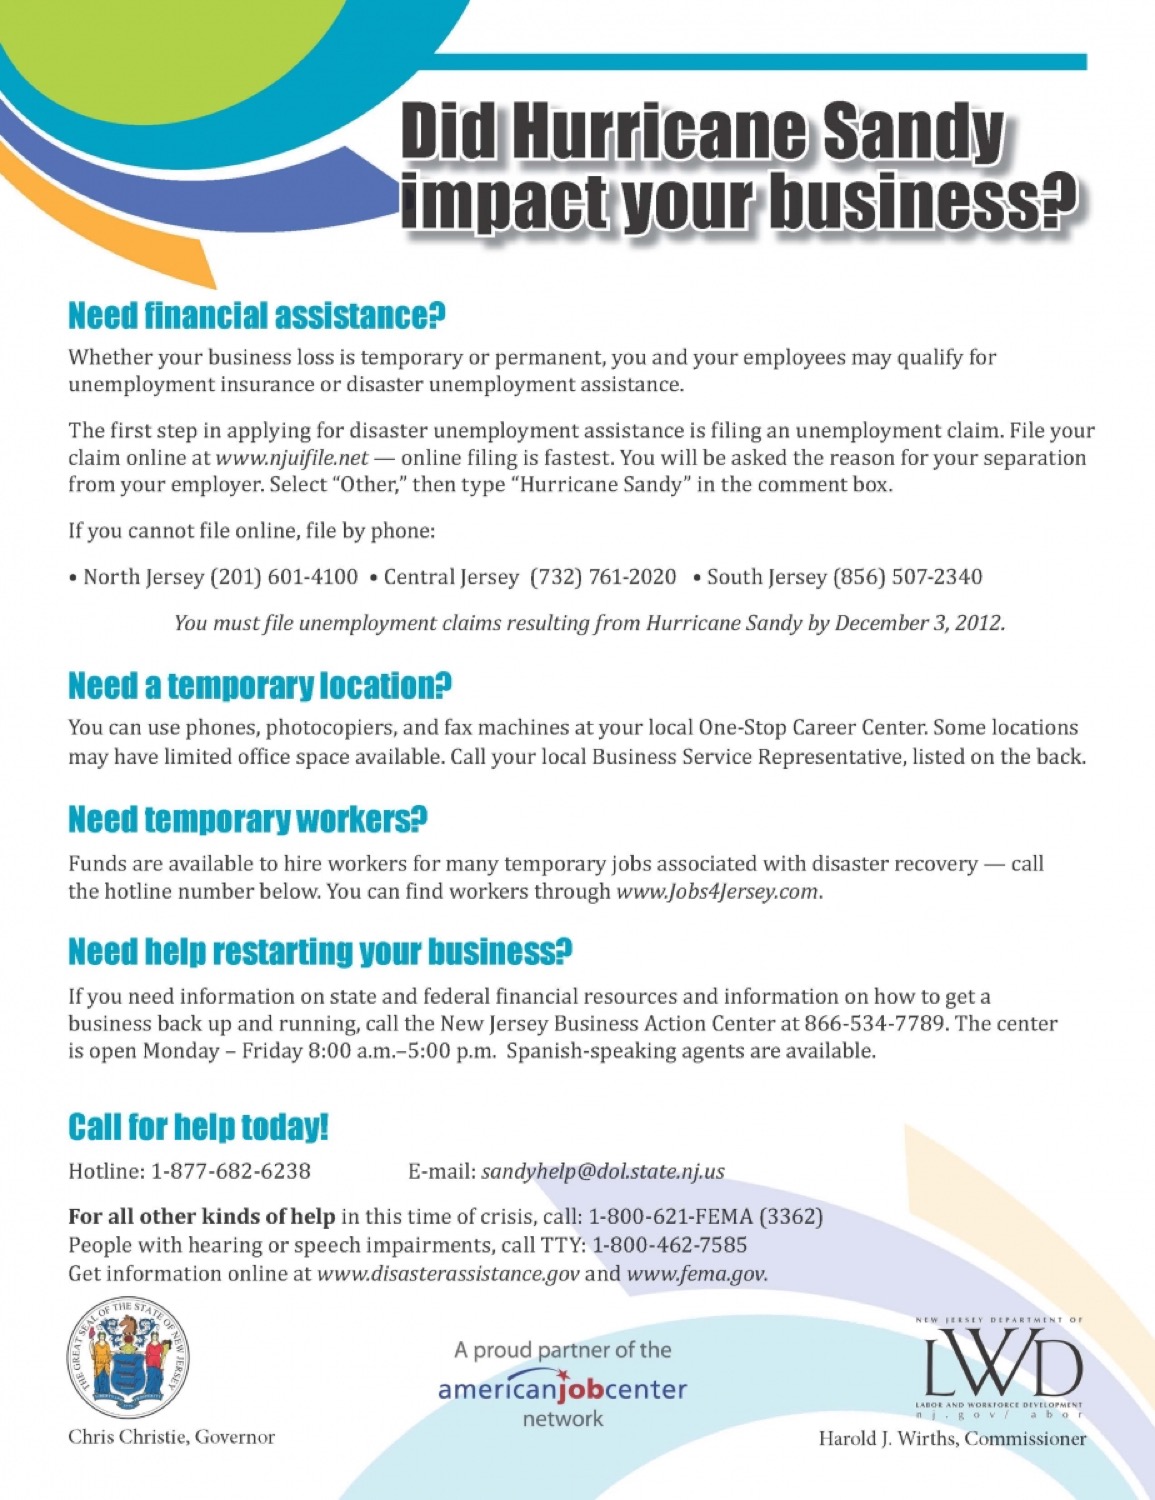 Did Hurricane Sandy
impact your business?
Need financial assistance?
Whether your business loss is temporary or permanent, you and your employees may qualify for
unemployment insurance or disaster unemployment assistance.
The first step in applying for disaster unemployment assistance is filing an unemployment claim. File your
claim online at www.njuifile.net — online filing is fastest. You will be asked the reason for your separation
from your employer. Select “Other,” then type “Hurricane Sandy” in the comment box.
If you cannot file online, file by phone:
• North Jersey (201) 601-4100 • Central Jersey (732) 761-2020 • South Jersey (856) 507-2340
You must file unemployment claims resulting from Hurricane Sandy by December 3, 2012.
Need a temporary location?
You can use phones, photocopiers, and fax machines at your local One-Stop Career Center. Some locations
may have limited office space available. Call your local Business Service Representative, listed on the back.
Need temporary workers?
Funds are available to hire workers for many temporary jobs associated with disaster recovery — call
the hotline number below. You can find workers through www.Jobs4Jersey.com.
Need help restarting your business?
If you need information on state and federal financial resources and information on how to get a
business back up and running, call the New Jersey Business Action Center at 866-534-7789. The center
is open Monday – Friday 8:00 a.m.–5:00 p.m. Spanish-speaking agents are available.
Call for help today!
Hotline: 1-877-682-6238 E-mail: sandyhelp@dol.state.nj.us
For all other kinds of help in this time of crisis, call: 1-800-621-FEMA (3362)
People with hearing or speech impairments, call TTY: 1-800-462-7585
Get information online at www.disasterassistance.gov and www.fema.gov.
THE GREAT SEAL OF THE STATE OF NEW JERSEY
Chris Christie, Governor
A proud partner of the
americanjobcenter
network
NEW JERSEY DEPARTMENT OF
LWD
LABOR AND WORKFORCE DEVELOPMENT
nj.gov/ abor
Harold J. Wirths, Commissioner